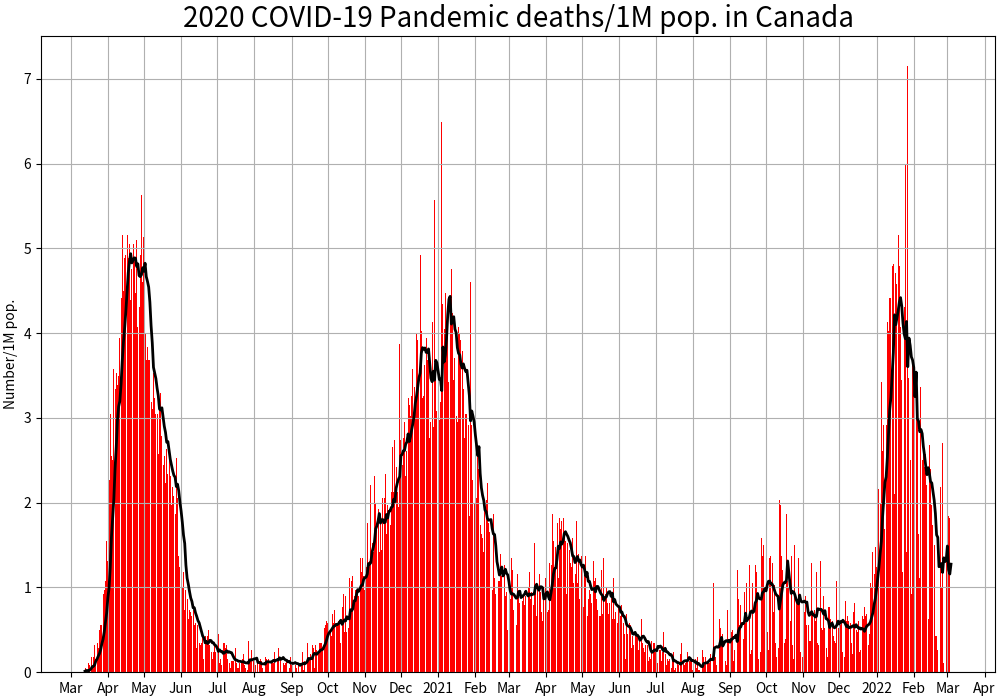 2020 COVID-19 Pandemic deaths/1M pop. in Canada
Number/1M pop.
7
6
5
4
3
2
1
0
Mar Apr May Jun Jul Aug Sep Oct Nov Dec 2021 Feb Mar Apr May Jun Jul Aug Sep Oct Nov Dec 2022 Feb Mar Apr